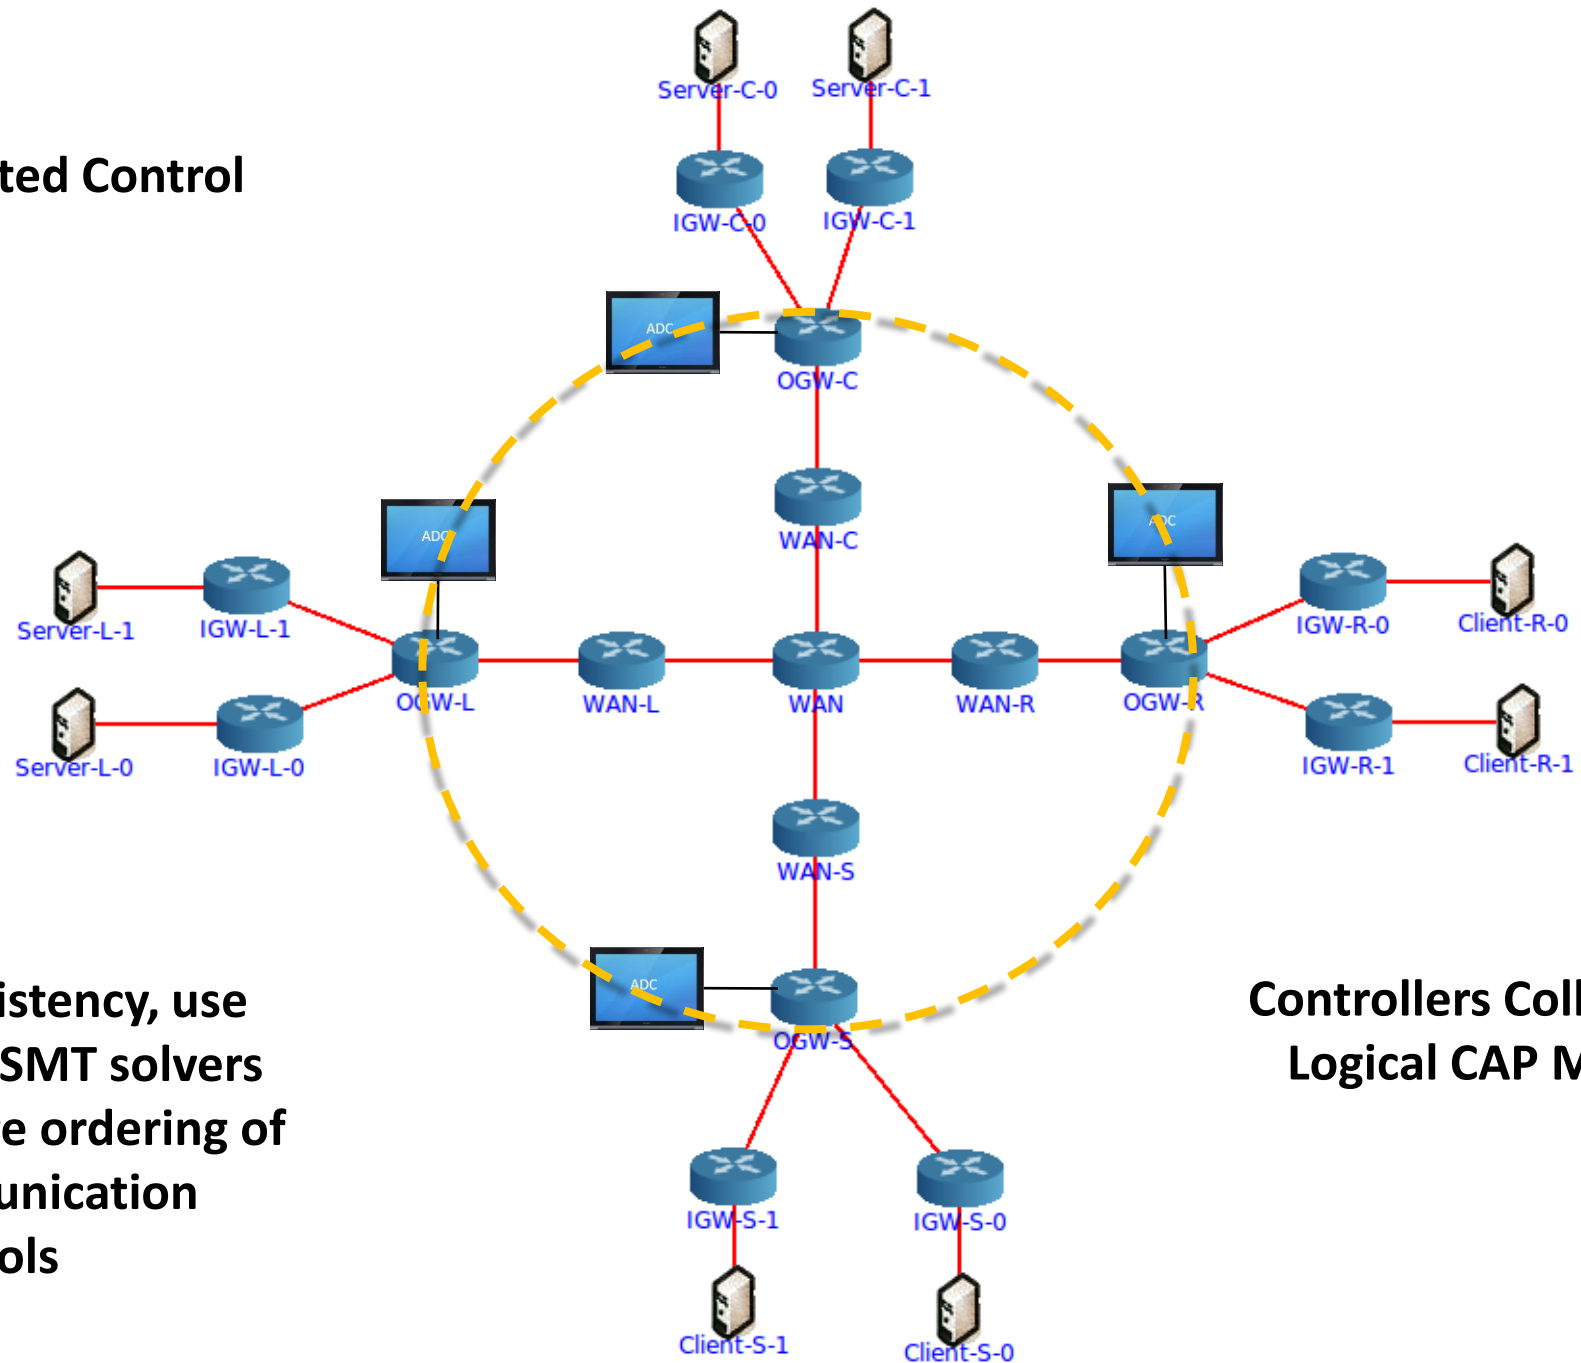 Server-C-0
Server-C-1
ted Control
IGW-C-0
IGW-C-1
ADC
OGW-C
ADC
ADC
WAN-C
Server-L-1
IGW-L-1
IGW-R-0
Client-R-0
OGW-L
WAN-L
WAN
WAN-R
OGW-R
Server-L-0
IGW-L-0
IGW-R-1
Client-R-1
WAN-S
ADC
OGW-S
istency, use
SMT solvers
e ordering of
unication
ols
Controllers Coll
Logical CAP M
IGW-S-1
IGW-S-0
Client-S-1
Client-S-0